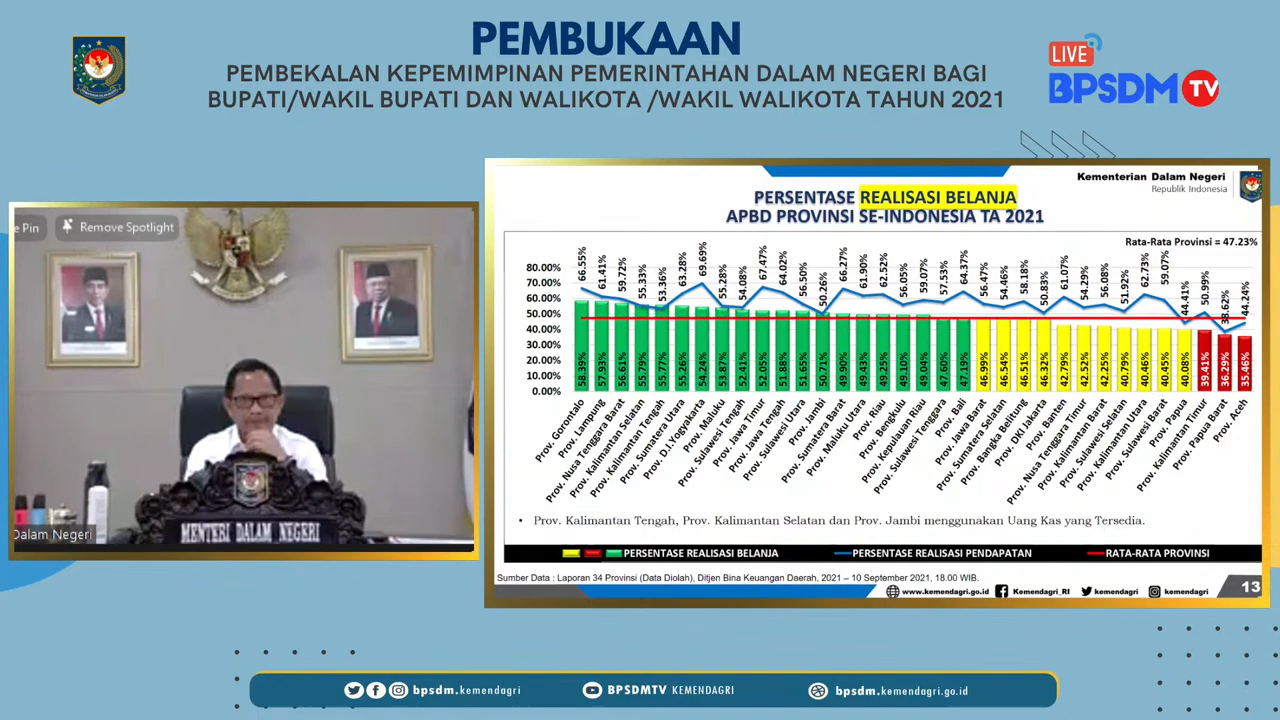 PEMBUKAAN
PEMBEKALAN KEPEMIMPINAN PEMERINTAHAN DALAM NEGERI BAGI
BUPATI/WAKIL BUPATI DAN WALIKOTA /WAKIL WALIKOTA TAHUN 2021
LIVE
BPSDM TV
e Pin
Remove Spotlight
MENTERI DALAM NEGERI
Dalam Negeri
Kementerian Dalam Negeri
Republik Indonesia
PERSENTASE REALISASI BELANJA
APBD PROVINSI SE-INDONESIA TA 2021
Rata-Rata Provinsi = 47.23%
80.00%
70.00%
60.00%
50.00%
40.00%
30.00%
20.00%
10.00%
0.00%
66.55% 61.41% 59.72% 55.33% 53.36% 63.28% 69.69% 55.28% 54.08% 67.47% 64.02% 56.50% 50.26% 66.27% 61.90% 62.52% 56.05% 59.07% 57.53% 64.37% 56.47% 54.46% 58.18% 50.83% 61.07% 54.29% 56.08% 51.92% 62.73% 59.07% 44.41% 50.99% 38.62% 44.24%
58.39% 57.93% 56.61% 55.79% 55.77% 55.26% 54.24% 53.87% 52.41% 52.05% 51.88% 51.65% 50.71% 49.90% 49.43% 49.25% 49.10% 49.04% 47.60% 47.19% 46.99% 46.54% 46.51% 46.32% 42.79% 42.52% 42.25% 40.79% 40.46% 40.45% 40.08% 39.41% 36.29% 35.46%
Prov. Gorontalo
Prov. Lampung
Prov. Nusa Tenggara Barat
Prov. Kalimantan Selatan
Prov. Kalimantan Tengah
Prov. Sumatera Utara
Prov. D.I.Yogyakarta
Prov. Maluku
Prov. Sulawesi Tengah
Prov. Jawa Timur
Prov. Jawa Tengah
Prov. Sulawesi Utara
Prov. Jambi
Prov. Sumatera Barat
Prov. Maluku Utara
Prov. Riau
Prov. Bengkulu
Prov. Kepulauan Riau
Prov. Sulawesi Tenggara
Prov. Bali
Prov. Jawa Barat
Prov. Sumatera Selatan
Prov. Bangka Belitung
Prov. DKI Jakarta
Prov. Banten
Prov. Nusa Tenggara Timur
Prov. Kalimantan Barat
Prov. Sulawesi Selatan
Prov. Kalimantan Utara
Prov. Sulawesi Barat
Prov. Papua
Prov. Kalimantan Timur
Prov. Papua Barat
Prov. Aceh
• Prov. Kalimantan Tengah, Prov. Kalimantan Selatan dan Prov. Jambi menggunakan Uang Kas yang Tersedia.
PERSENTASE REALISASI BELANJA PERSENTASE REALISASI PENDAPATAN RATA-RATA PROVINSI
Sumber Data : Laporan 34 Provinsi (Data Diolah), Ditjen Bina Keuangan Daerah, 2021 – 10 September 2021, 18.00 WIB.
www.kemendagri.go.id Kemendagri_RI kemendagri kemendagri
13
bpsdm.kemendagri BPSDMTV KEMENDAGRI bpsdm.kemendagri.go.id